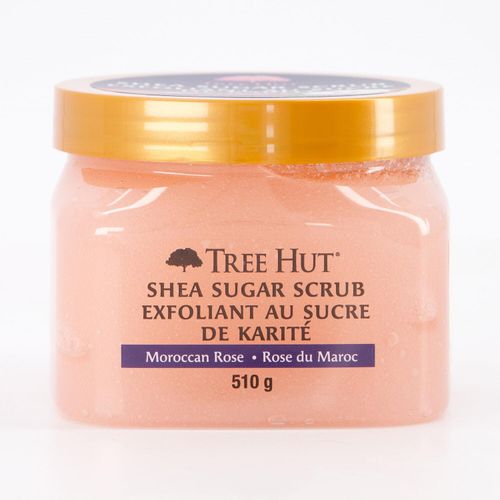 TREE HUT®
SHEA SUGAR SCRUB
EXFOLIANT AU SUCRE
DE KARITÉ
Moroccan Rose • Rose du Maroc
510 g